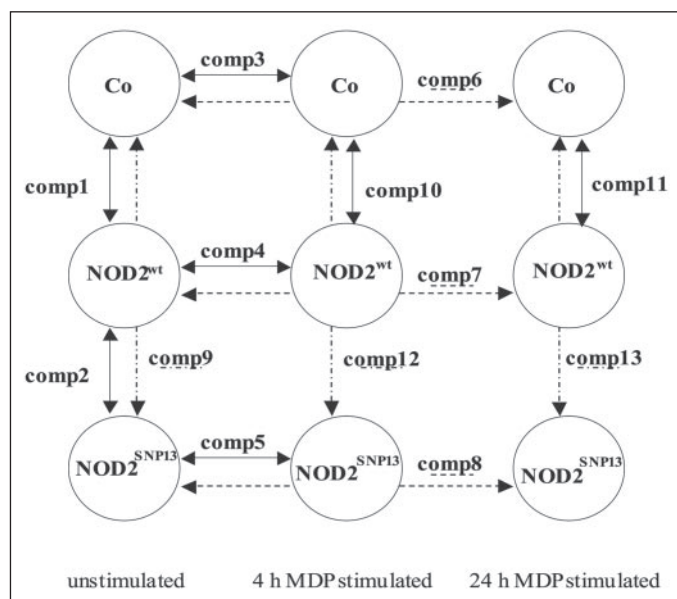 comp3
Co Co comp6 Co
comp1 comp10 comp11
NOD2wt comp4 NOD2wt comp7 NOD2wt
comp2 comp9 comp12 comp13
NOD2SNP13 comp5 NOD2SNP13 comp8 NOD2SNP13
unstimulated 4 h MDP stimulated 24 h MDP stimulated